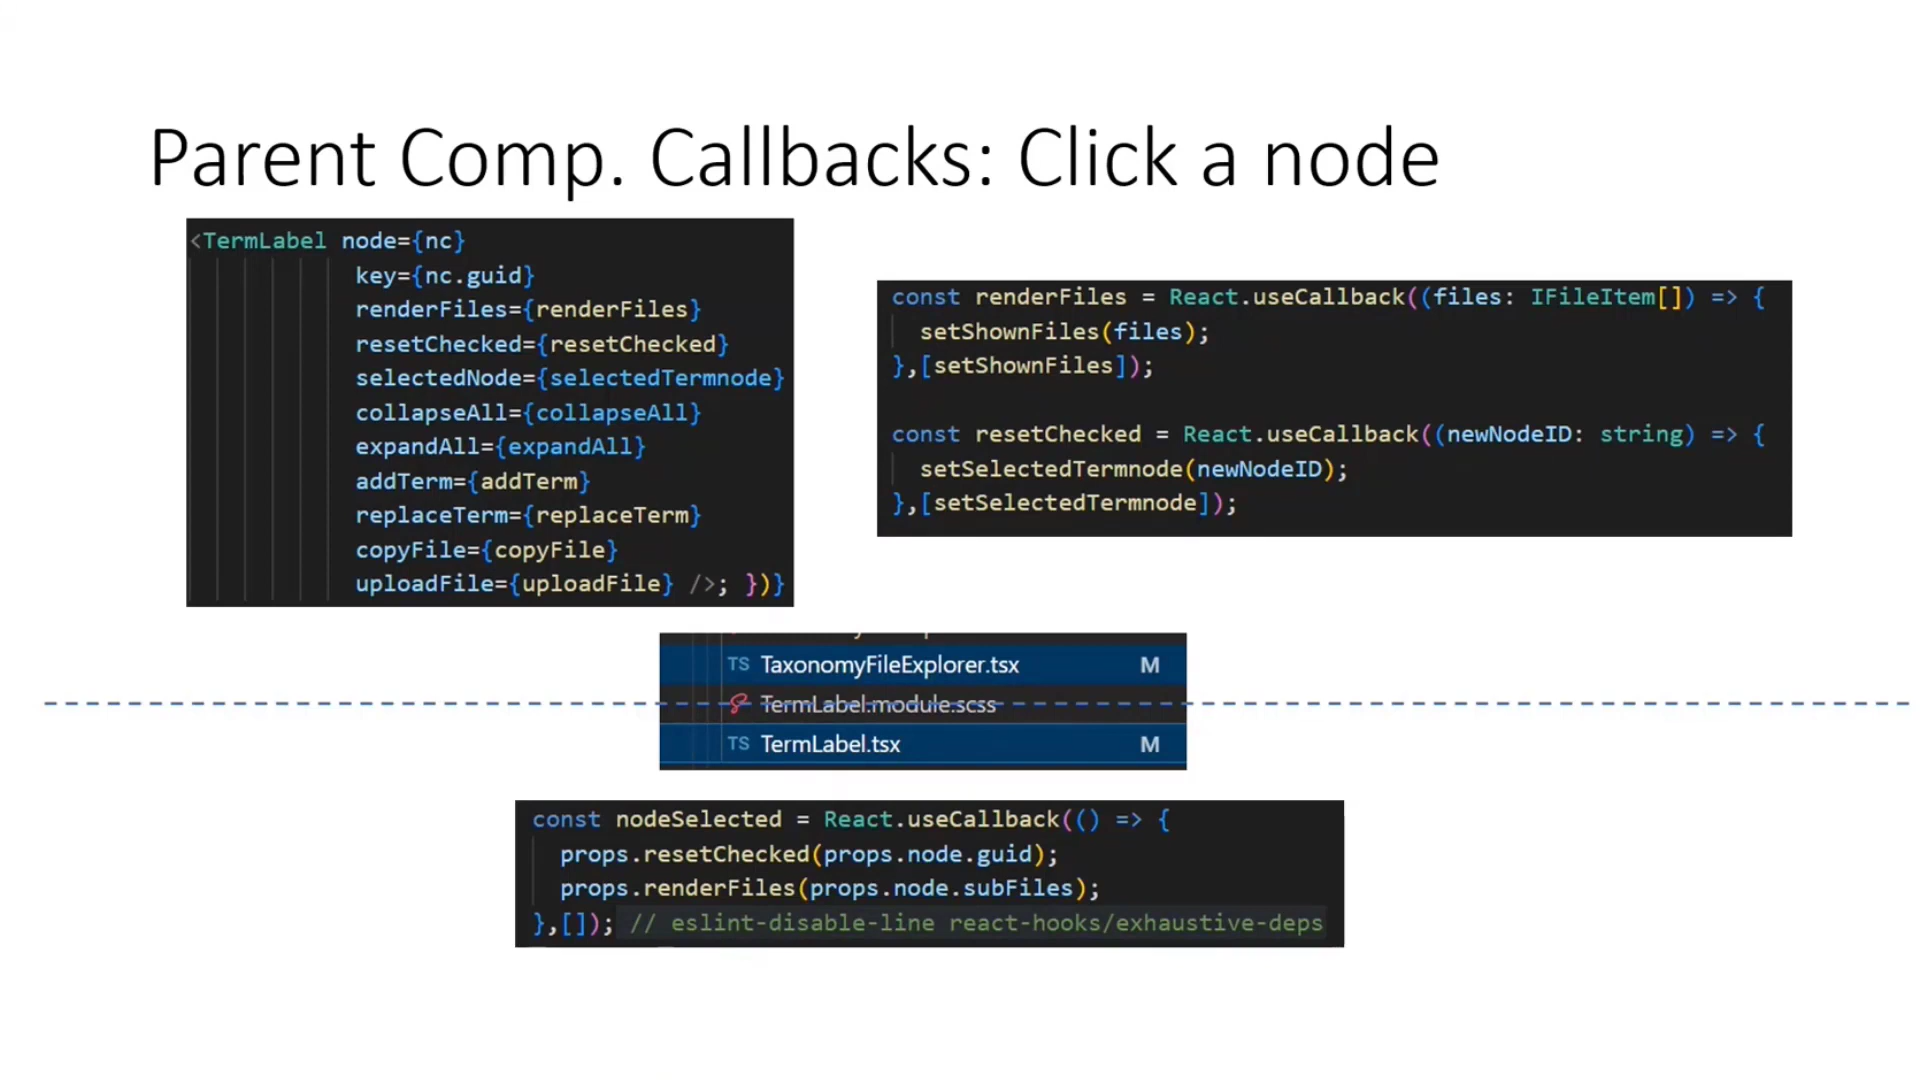 Parent Comp. Callbacks: Click a node
<TermLabel node={nc}
key={nc.guid}
renderFiles={renderFiles}
resetChecked={resetChecked}
selectedNode={selectedTermnode}
collapseAll={collapseAll}
expandAll={expandAll}
addTerm={addTerm}
replaceTerm={replaceTerm}
copyFile={copyFile}
uploadFile={uploadFile} />; })}
const renderFiles = React.useCallback((files: IFileItem[]) => {
setShownFiles(files);
},[setShownFiles]);
const resetChecked = React.useCallback((newNodeID: string) => {
setSelectedTermnode(newNodeID);
},[setSelectedTermnode]);
TS TaxonomyFileExplorer.tsx M
TermLabel.module.scss
TS TermLabel.tsx M
const nodeSelected = React.useCallback(() => {
props.resetChecked(props.node.guid);
props.renderFiles(props.node.subFiles);
},[]); // eslint-disable-line react-hooks/exhaustive-deps